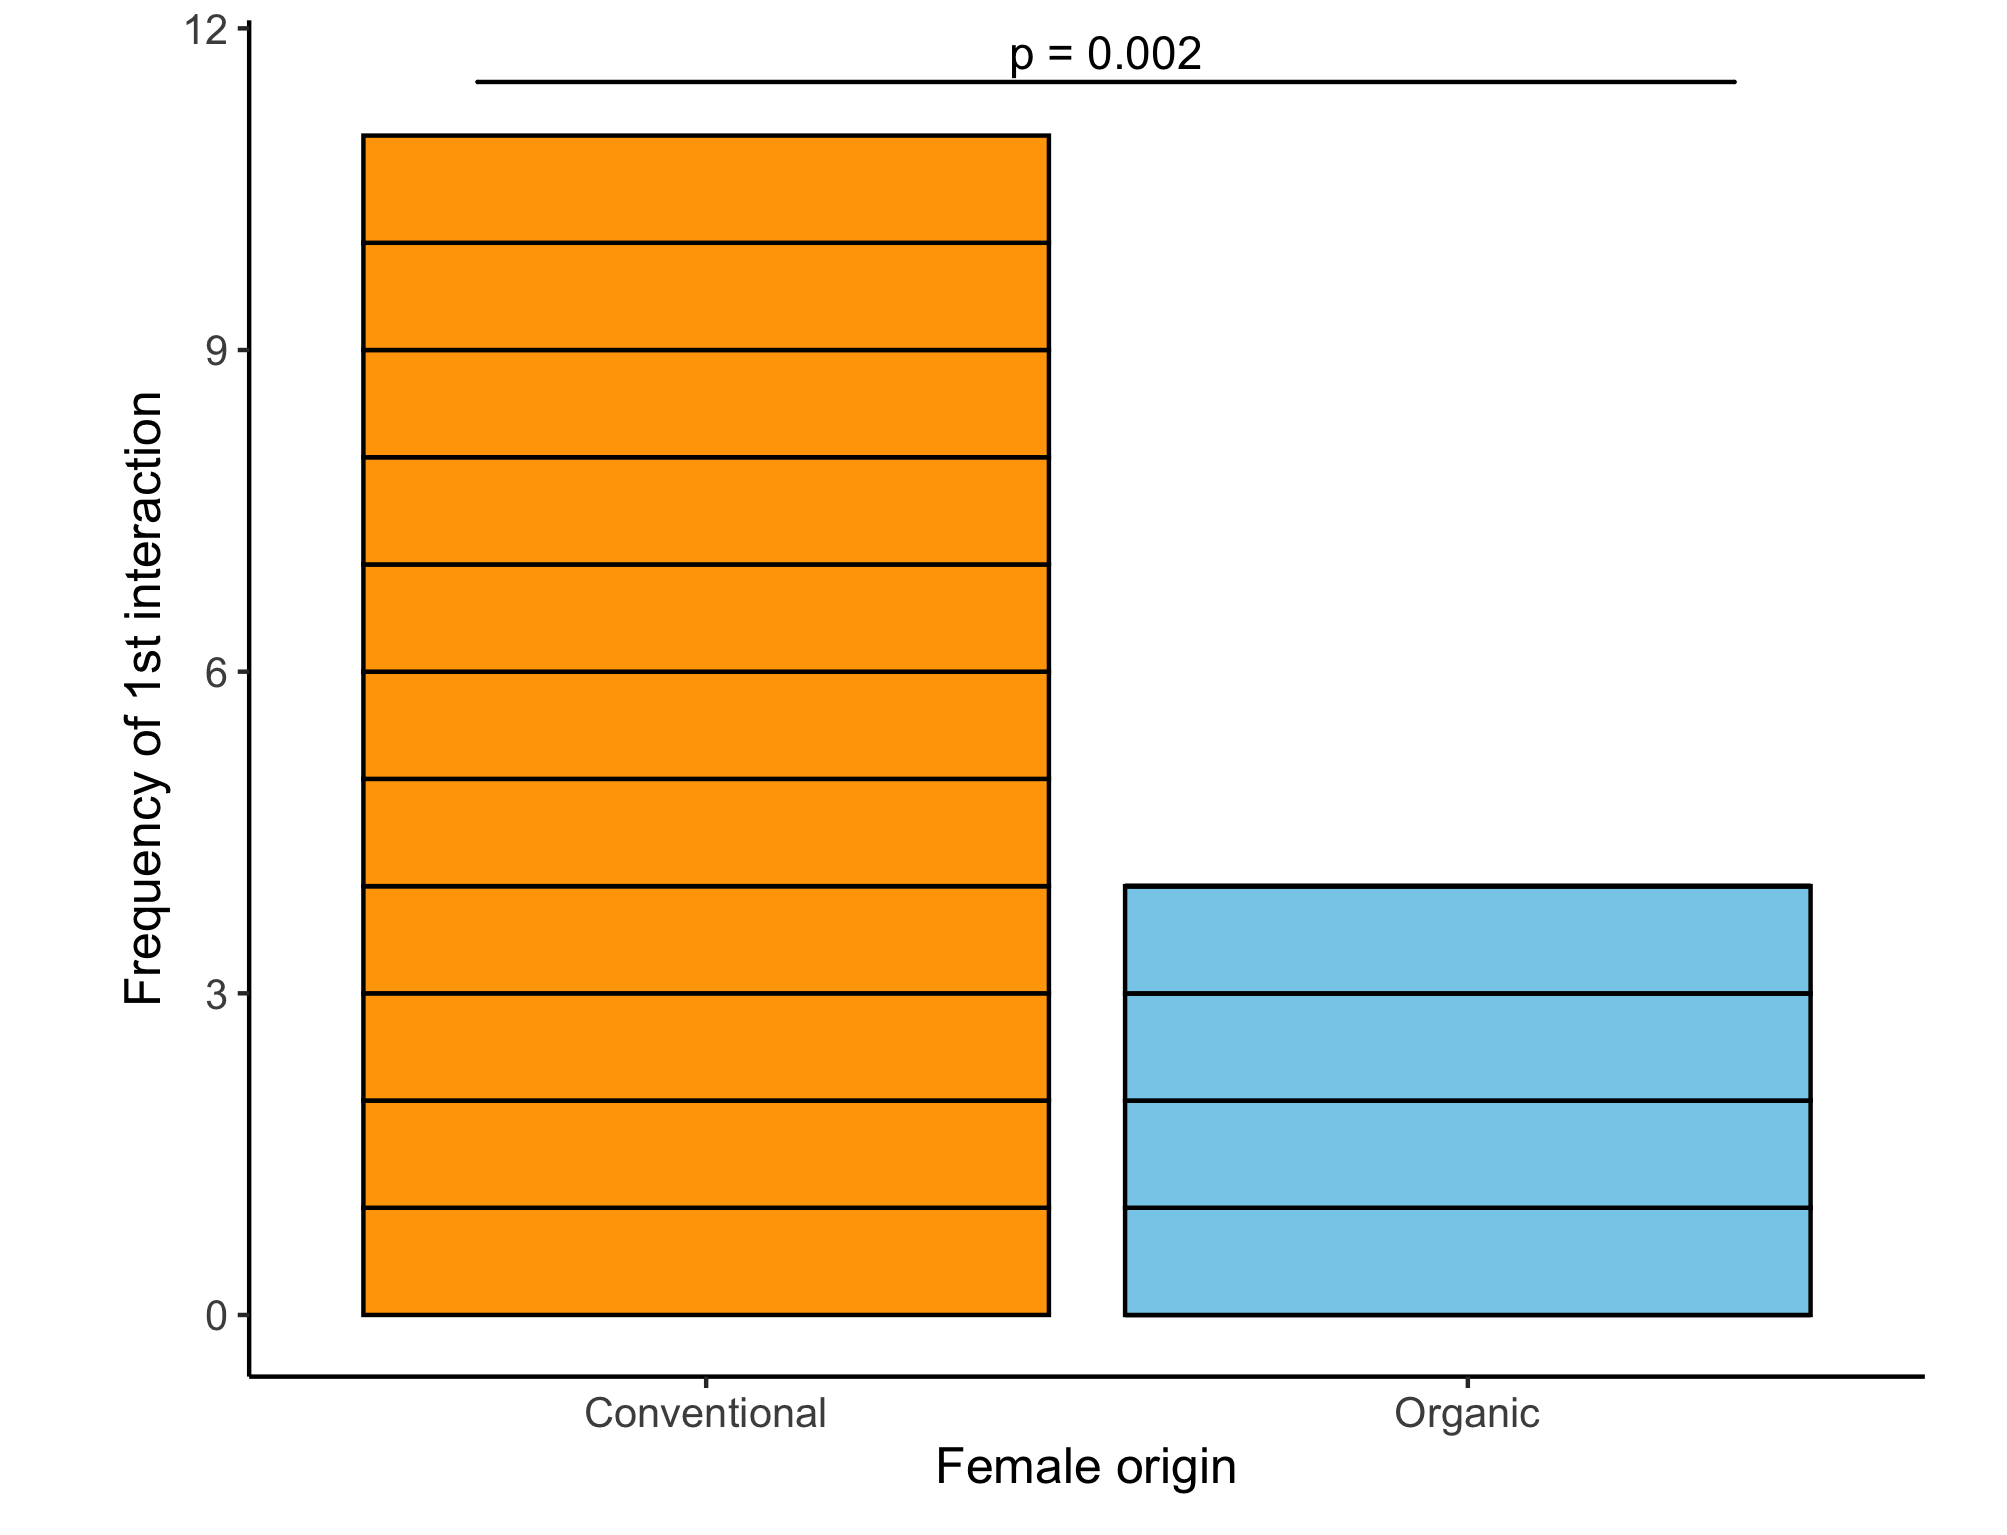 p = 0.002
12
9
6
3
0
Frequency of 1st interaction
Conventional
Organic
Female origin